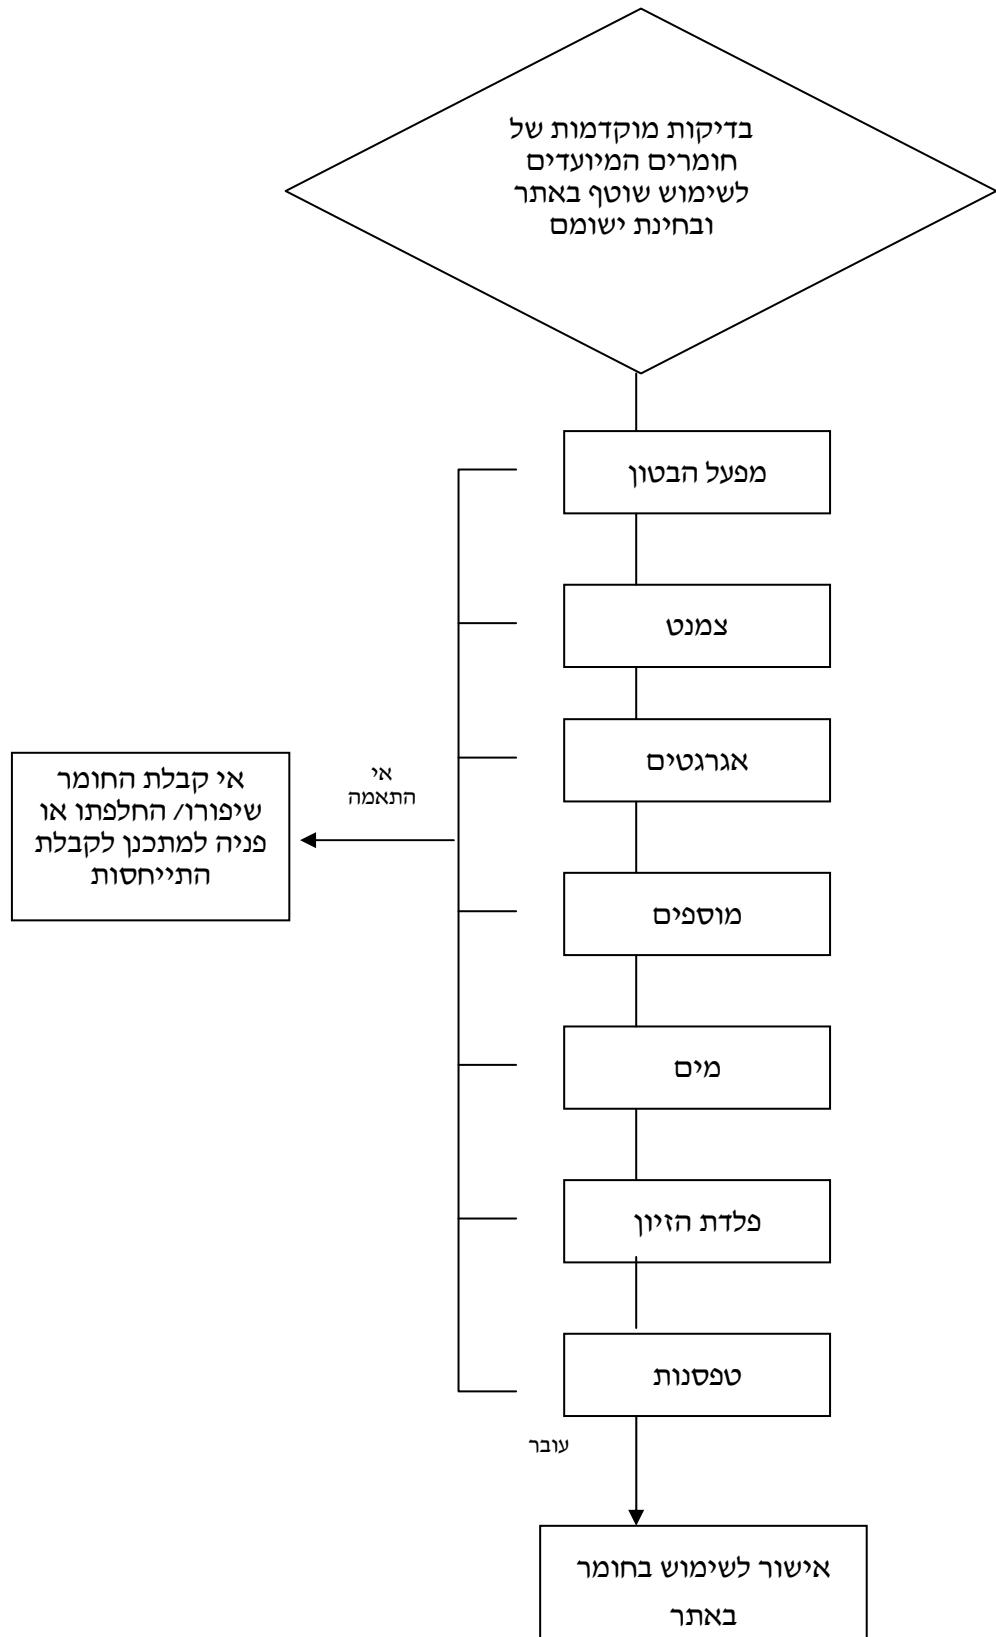 בדיקות מוקדמות של
חומרים המיועדים
לשימוש שוטף באתר
ובחינת ישומם
מפעל הבטון
צמנט
אגרגטים
אי
התאמה
אי קבלת החומר
שיפורו/ החלפתו או
פניה למתכנן לקבלת
התייחסות
מוספים
מים
פלדת הזיון
טפסנות
עובר
אישור לשימוש בחומר
באתר